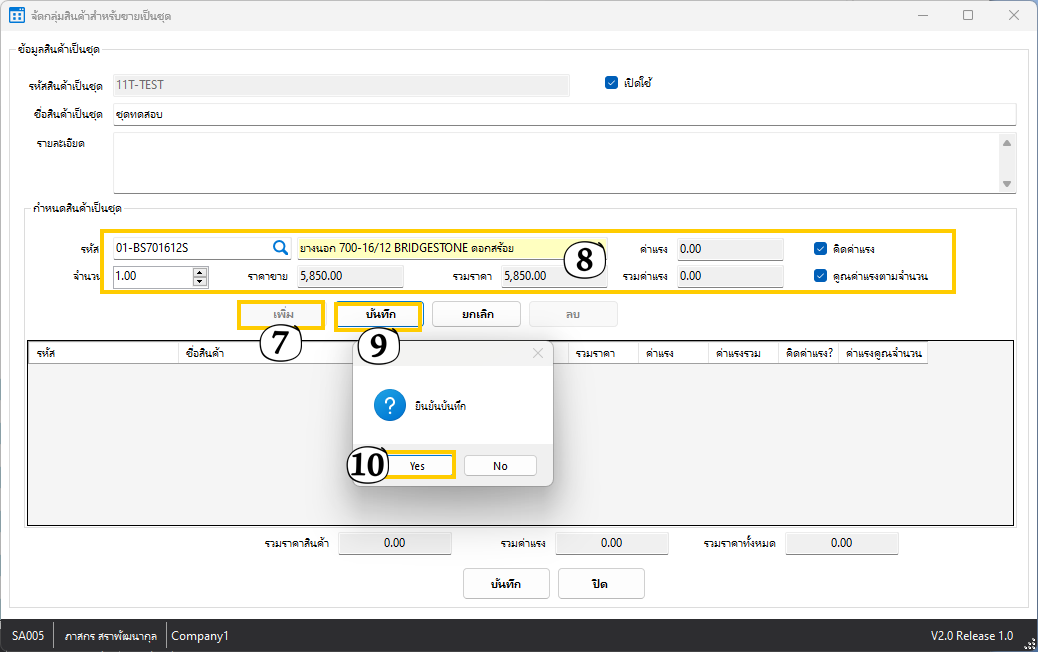 จัดกลุ่มสินค้าสำหรับขายเป็นชุด
ข้อมูลสินค้าเป็นชุด
รหัสสินค้าเป็นชุด 11T-TEST เปิดใช้
ชื่อสินค้าเป็นชุด ชุดทดสอบ
รายละเอียด
กำหนดสินค้าเป็นชุด
รหัส 01-BS701612S ยางนอก 700-16/12 BRIDGESTONE ดอกสร้อย 8 ค่าแรง 0.00 คิดค่าแรง
จำนวน 1.00 ราคาขาย 5,850.00 รวมราคา 5,850.00 รวมค่าแรง 0.00 คูณค่าแรงตามจำนวน
เพิ่ม บันทึก ยกเลิก ลบ
7 9
รหัส ชื่อสินค้า รวมราคา ค่าแรง ค่าแรงรวม คิดค่าแรง? ค่าแรงคูณจำนวน
ยืนยันบันทึก
10 Yes No
รวมราคาสินค้า 0.00 รวมค่าแรง 0.00 รวมราคาทั้งหมด 0.00
บันทึก ปิด
SA005 ภาสกร สราพัฒนากุล Company1 V2.0 Release 1.0